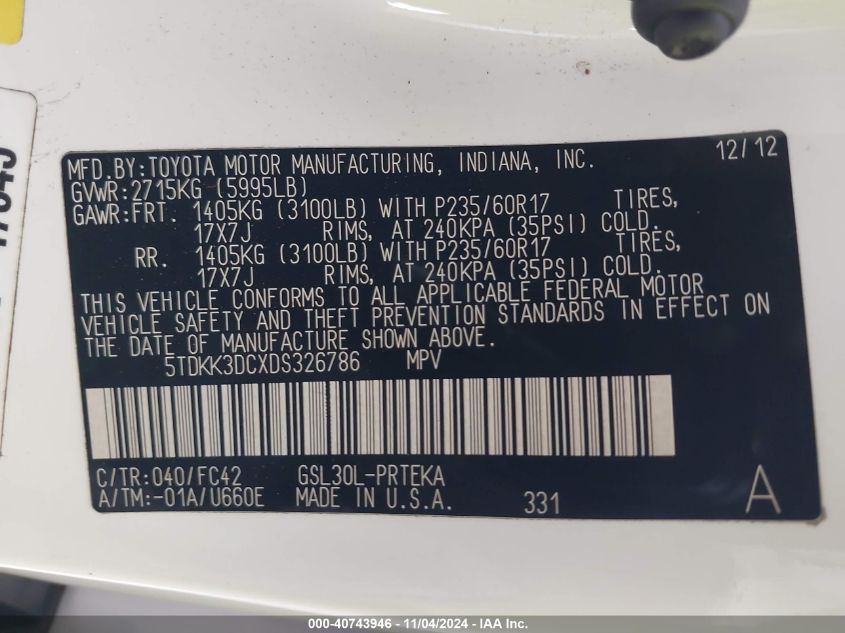 MFD.BY:TOYOTA MOTOR MANUFACTURING, INDIANA, INC. 12/12
GVWR:2715KG (5995LB)
GAWR:FRT. 1405KG (3100LB) WITH P235/60R17 TIRES,
17X7J RIMS, AT 240KPA (35PSI) COLD.
RR. 1405KG (3100LB) WITH P235/60R17 TIRES,
17X7J RIMS, AT 240KPA (35PSI) COLD.
THIS VEHICLE CONFORMS TO ALL APPLICABLE FEDERAL MOTOR
VEHICLE SAFETY AND THEFT PREVENTION STANDARDS IN EFFECT ON
THE DATE OF MANUFACTURE SHOWN ABOVE.
5TDKK3DCXDS326786 MPV
C/TR:040/FC42 GSL30L-PRTEKA
A/TM:-01A/U660E MADE IN U.S.A. 331 A
000-40743946 - 11/04/2024 - IAAI.com Inc.